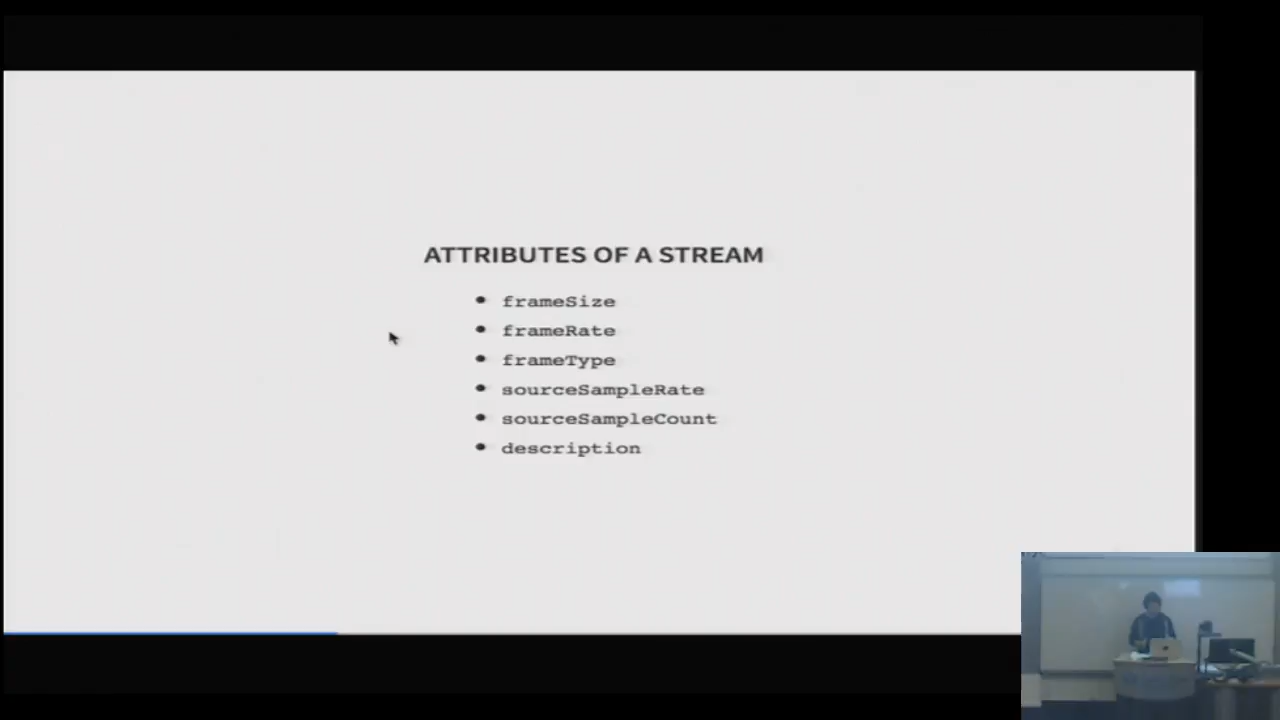 ATTRIBUTES OF A STREAM
frameSize
frameRate
frameType
sourceSampleRate
sourceSampleCount
description